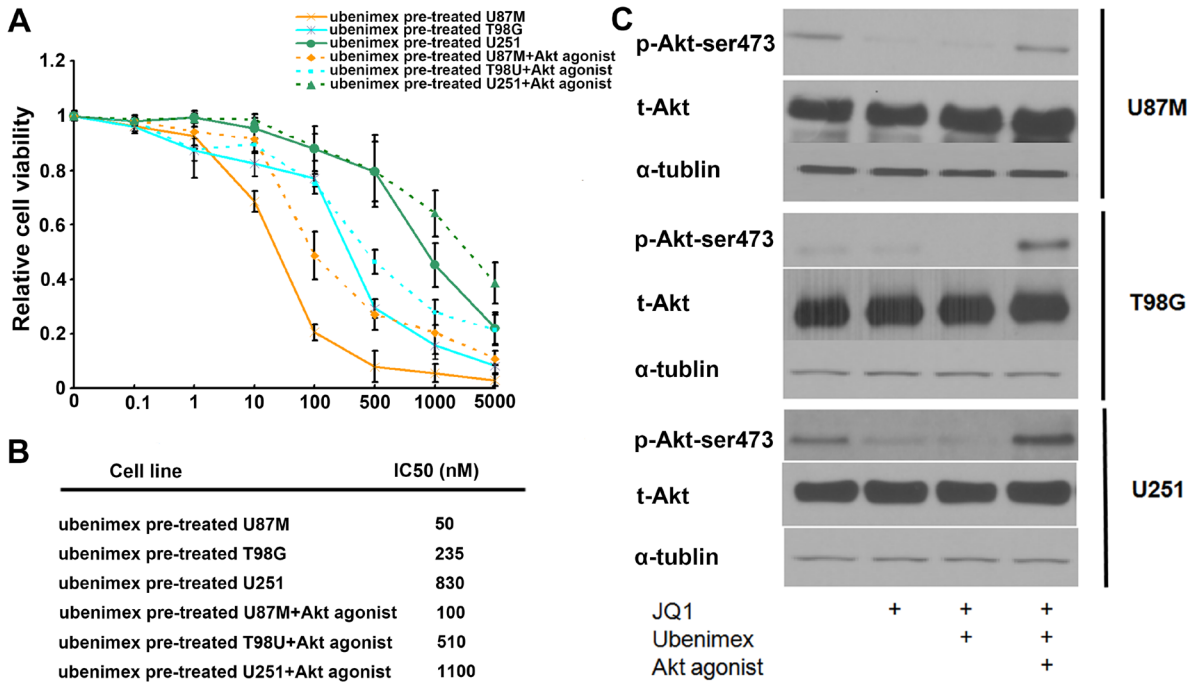 A
ubenimex pre-treated U87M
ubenimex pre-treated T98G
ubenimex pre-treated U251
ubenimex pre-treated U87M+Akt agonist
ubenimex pre-treated T98U+Akt agonist
ubenimex pre-treated U251+Akt agonist
Relative cell viability
1.2
1
0.8
0.6
0.4
0.2
0
0 0.1 1 10 100 500 1000 5000
B
Cell line IC50 (nM)
ubenimex pre-treated U87M 50
ubenimex pre-treated T98G 235
ubenimex pre-treated U251 830
ubenimex pre-treated U87M+Akt agonist 100
ubenimex pre-treated T98U+Akt agonist 510
ubenimex pre-treated U251+Akt agonist 1100
C
p-Akt-ser473
t-Akt
α-tublin
U87M
p-Akt-ser473
t-Akt
α-tublin
T98G
p-Akt-ser473
t-Akt
α-tublin
U251
JQ1 + + +
Ubenimex + +
Akt agonist +